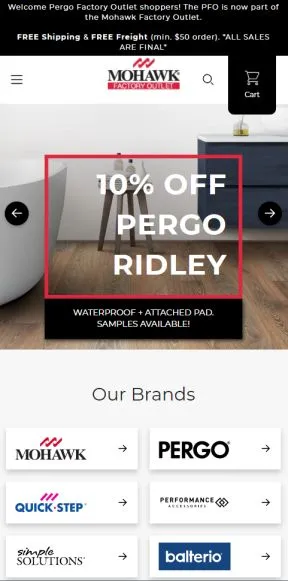 Welcome Pergo Factory Outlet shoppers! The PFO is now part of
the Mohawk Factory Outlet.
FREE Shipping & FREE Freight (min. $50 order). *ALL SALES
ARE FINAL*
MOHAWK
FACTORY OUTLET
Cart
10% OFF
PERGO
RIDLEY
WATERPROOF + ATTACHED PAD.
SAMPLES AVAILABLE!
Our Brands
MOHAWK
PERGO
QUICK-STEP
PERFORMANCE
ACCESSORIES
simple
SOLUTIONS
balterio